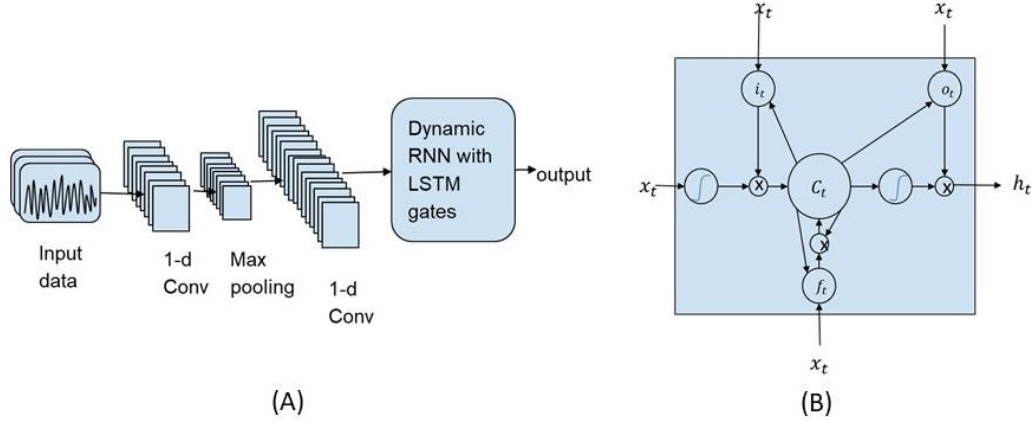 Input
data
1-d
Conv
Max
pooling
1-d
Conv
Dynamic
RNN with
LSTM
gates
output
(A)
x_t
x_t
i_t
o_t
x_t
x
C_t
x
h_t
x
f_t
x_t
(B)